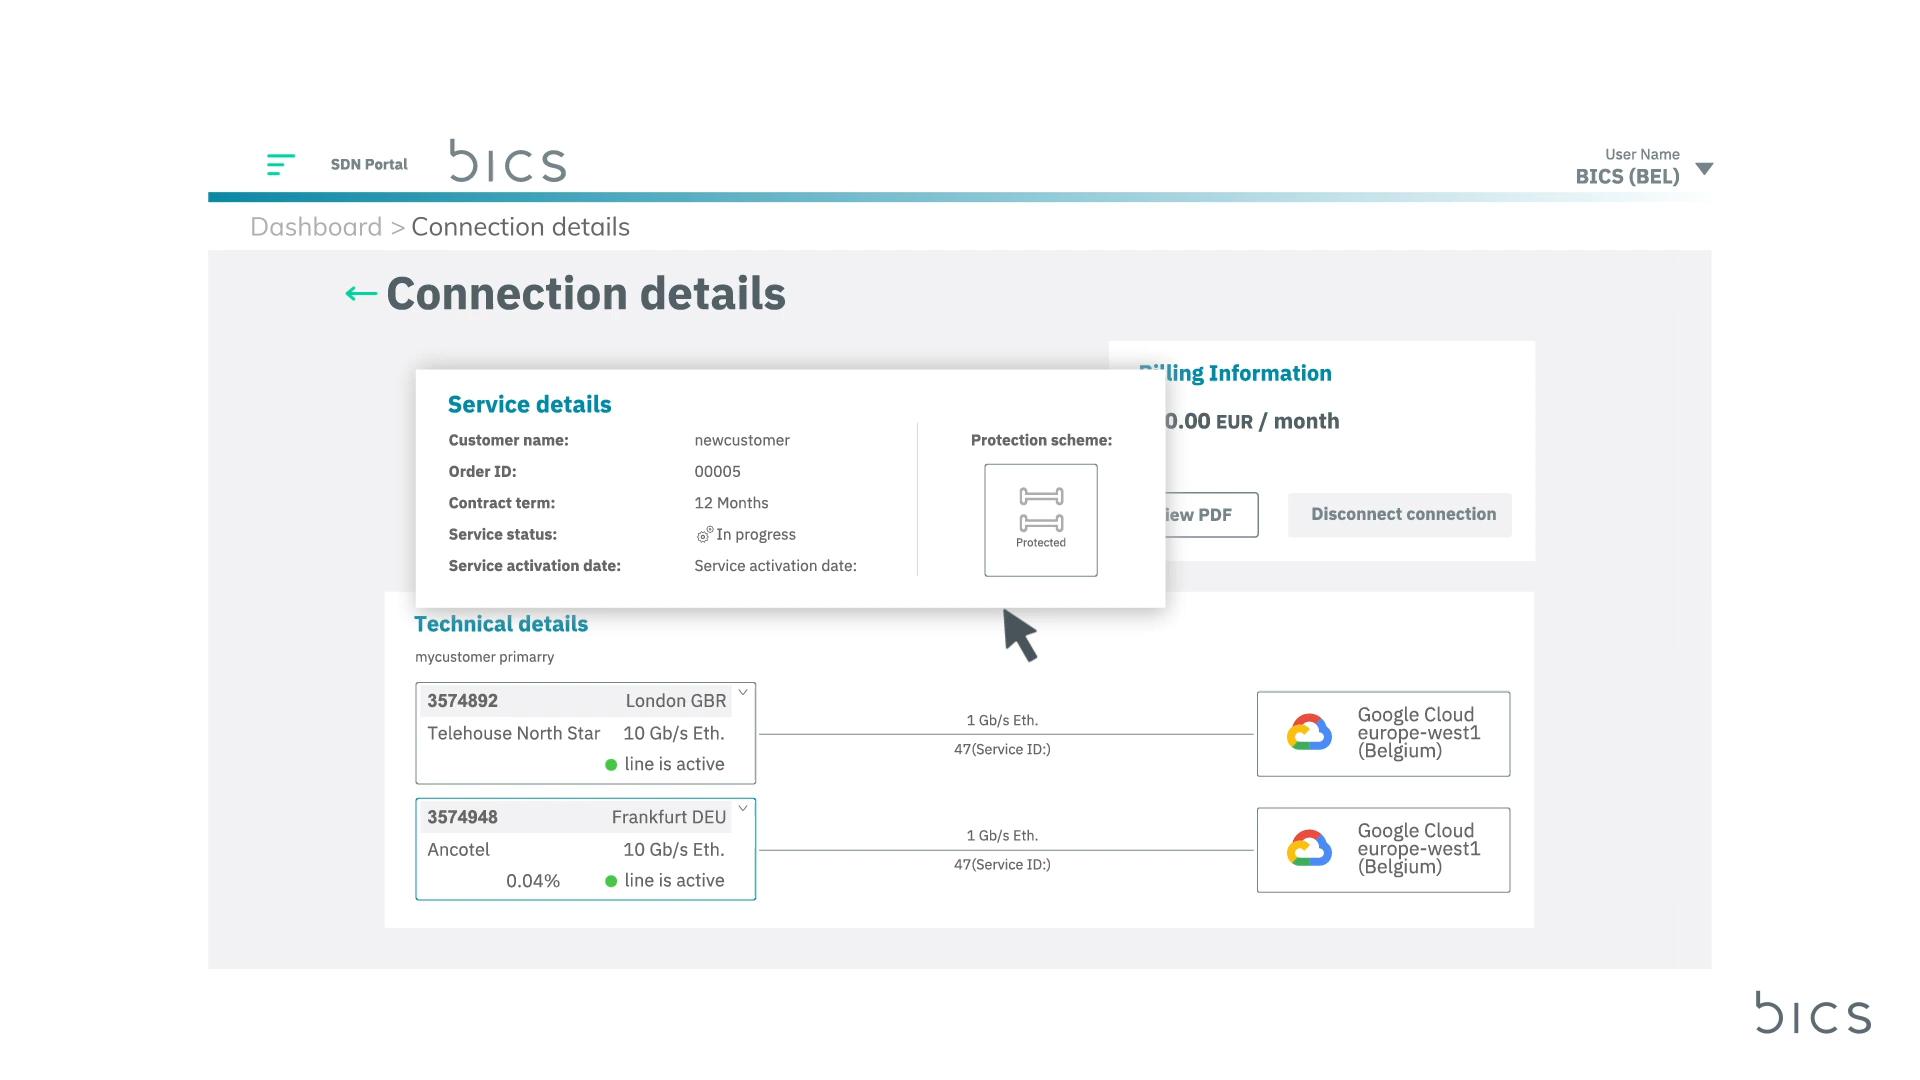 SDN Portal
bics
User Name
BICS (BEL)
Dashboard > Connection details
Connection details
Billing Information
0.00 EUR / month
PDF
Disconnect connection
Service details
Customer name: newcustomer
Order ID: 00005
Contract term: 12 Months
Service status: In progress
Service activation date: Service activation date:
Protection scheme:
Protected
Technical details
mycustomer primarry
3574892 London GBR
Telehouse North Star 10 Gb/s Eth.
line is active
1 Gb/s Eth.
47(Service ID:)
Google Cloud
europe-west1
(Belgium)
3574948 Frankfurt DEU
Ancotel 10 Gb/s Eth.
0.04% line is active
1 Gb/s Eth.
47(Service ID:)
Google Cloud
europe-west1
(Belgium)
bics